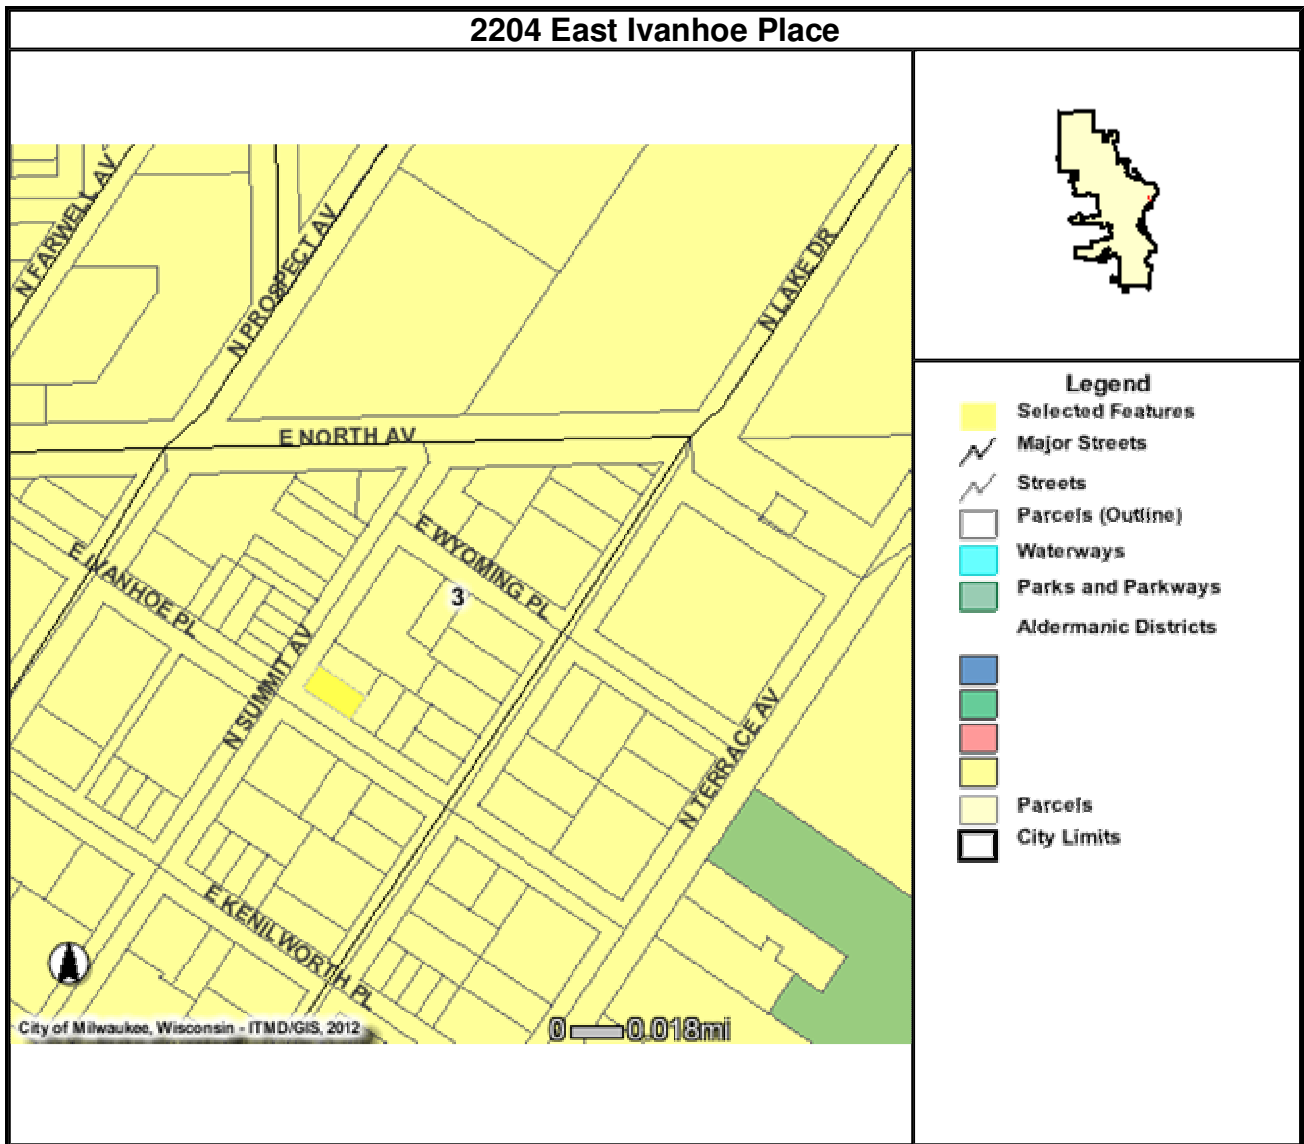 2204 East Ivanhoe Place
N FARWELL AV
N PROSPECT AV
N LAKE DR
E NORTH AV
E WYOMING PL
E IVANHOE PL
3
N SUMMIT AV
N TERRACE AV
E KENILWORTH PL
City of Milwaukee, Wisconsin - ITMD/GIS, 2012
0 0.018mi
Legend
Selected Features
Major Streets
Streets
Parcels (Outline)
Waterways
Parks and Parkways
Aldermanic Districts
Parcels
City Limits